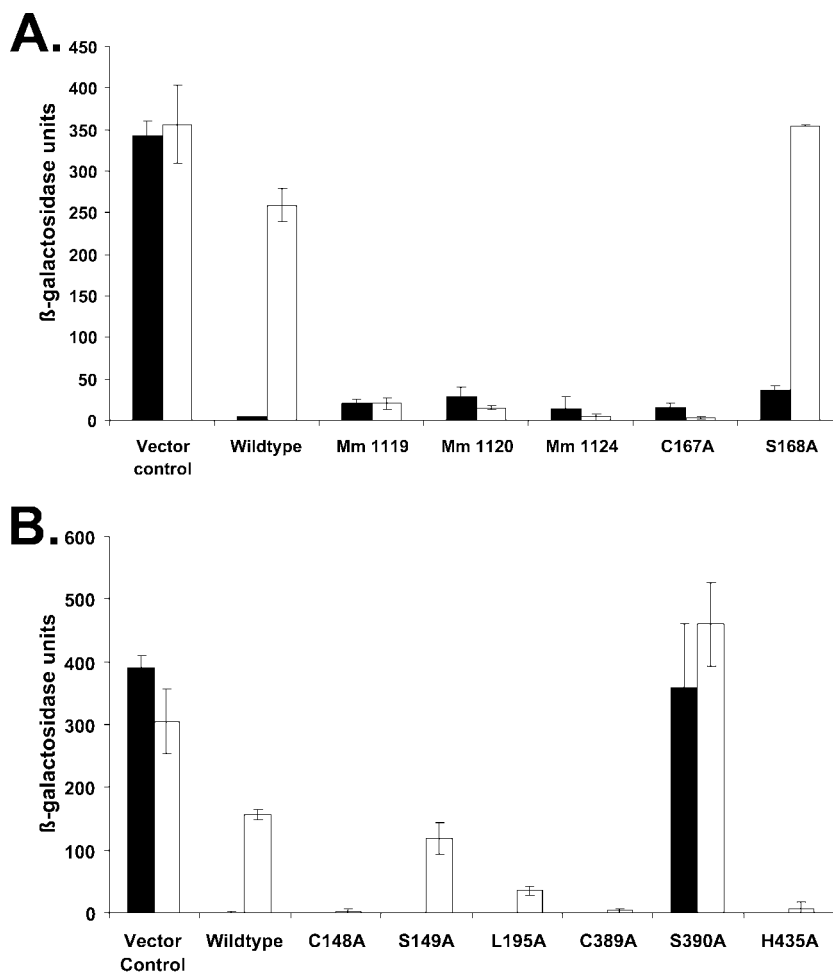 A.
450
400
350
300
250
200
150
100
50
0
ß-galactosidase units
Vector control
Wildtype
Mm 1119
Mm 1120
Mm 1124
C167A
S168A
B.
600
500
400
300
200
100
0
ß-galactosidase units
Vector Control
Wildtype
C148A
S149A
L195A
C389A
S390A
H435A